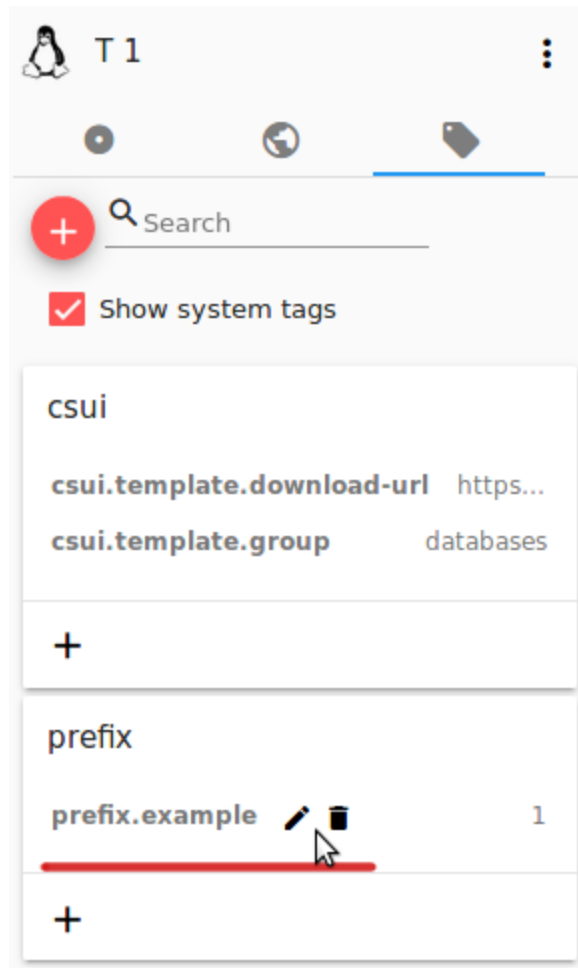 T 1
Search
Show system tags
csui
csui.template.download-url https...
csui.template.group databases
prefix
prefix.example 1